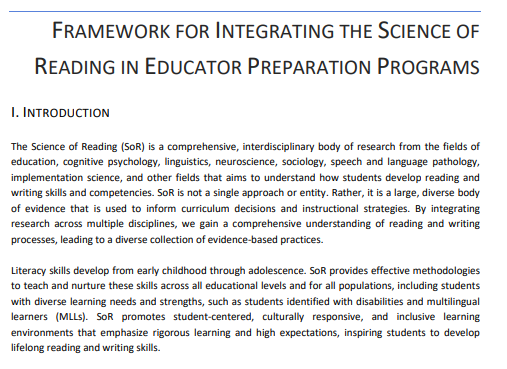 FRAMEWORK FOR INTEGRATING THE SCIENCE OF
READING IN EDUCATOR PREPARATION PROGRAMS
I. INTRODUCTION
The Science of Reading (SoR) is a comprehensive, interdisciplinary body of research from the fields of
education, cognitive psychology, linguistics, neuroscience, sociology, speech and language pathology,
implementation science, and other fields that aims to understand how students develop reading and
writing skills and competencies. SoR is not a single approach or entity. Rather, it is a large, diverse body
of evidence that is used to inform curriculum decisions and instructional strategies. By integrating
research across multiple disciplines, we gain a comprehensive understanding of reading and writing
processes, leading to a diverse collection of evidence-based practices.
Literacy skills develop from early childhood through adolescence. SoR provides effective methodologies
to teach and nurture these skills across all educational levels and for all populations, including students
with diverse learning needs and strengths, such as students identified with disabilities and multilingual
learners (MLLs). SoR promotes student-centered, culturally responsive, and inclusive learning
environments that emphasize rigorous learning and high expectations, inspiring students to develop
lifelong reading and writing skills.